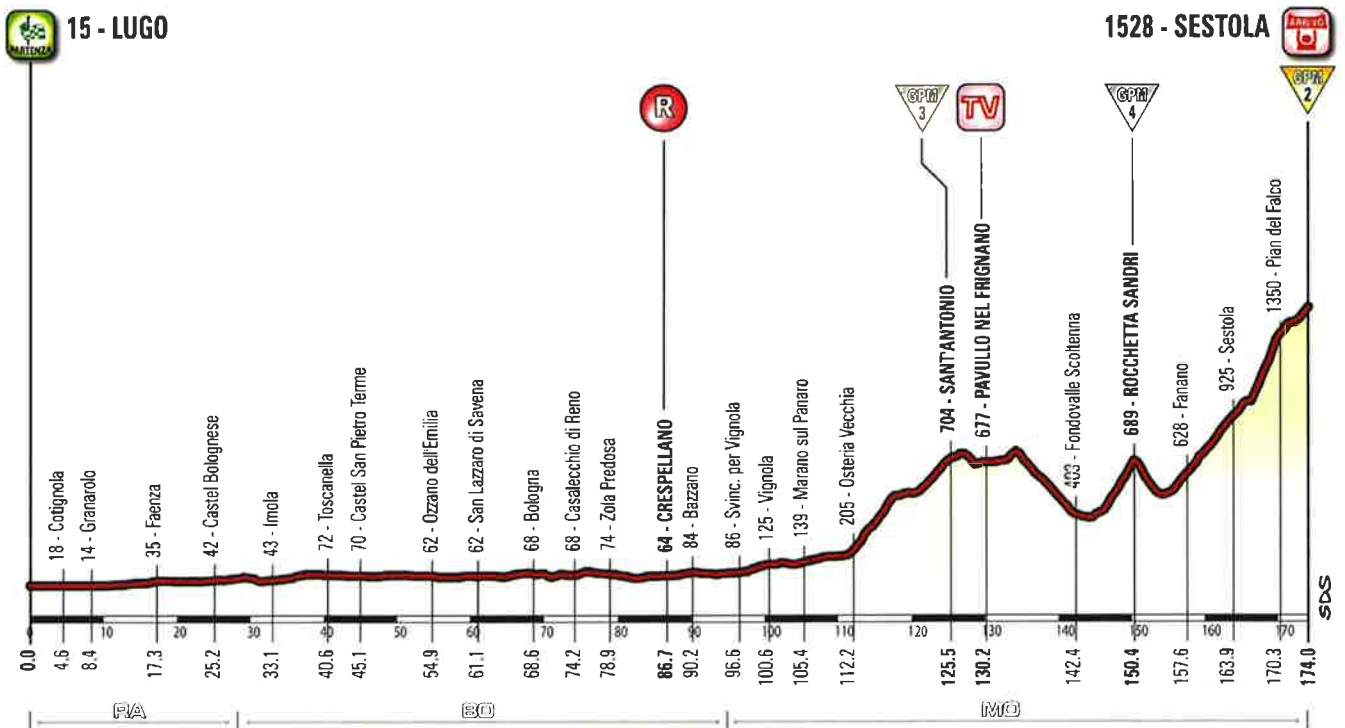 PARTENZA
15 - LUGO
1528 - SESTOLA
ARRIVO
GPM
2
R
GPM
3
TV
GPM
4
18 - Cotignola
14 - Granarolo
35 - Faenza
42 - Castel Bolognese
43 - Imola
72 - Toscanella
70 - Castel San Pietro Terme
62 - Ozzano dell'Emilia
62 - San Lazzaro di Savena
68 - Bologna
68 - Casalecchio di Reno
74 - Zola Predosa
64 - CRESPELLANO
84 - Bazzano
86 - Svinc. per Vignola
125 - Vignola
139 - Marano sul Panaro
205 - Osteria Vecchia
704 - SANT'ANTONIO
677 - PAVULLO NEL FRIGNANO
403 - Fondovalle Scoltenna
689 - ROCCHETTA SANDRI
628 - Fanano
925 - Sestola
1350 - Pian del Falco
SDS
0 10 20 30 40 50 60 70 80 90 100 110 120 130 140 150 160 170
0.0 4.6 8.4 17.3 25.2 33.1 40.6 45.1 54.9 61.1 68.6 74.2 78.9 86.7 90.2 96.6 100.6 105.4 112.2 125.5 130.2 142.4 150.4 157.6 163.9 170.3 174.0
RA BO MO